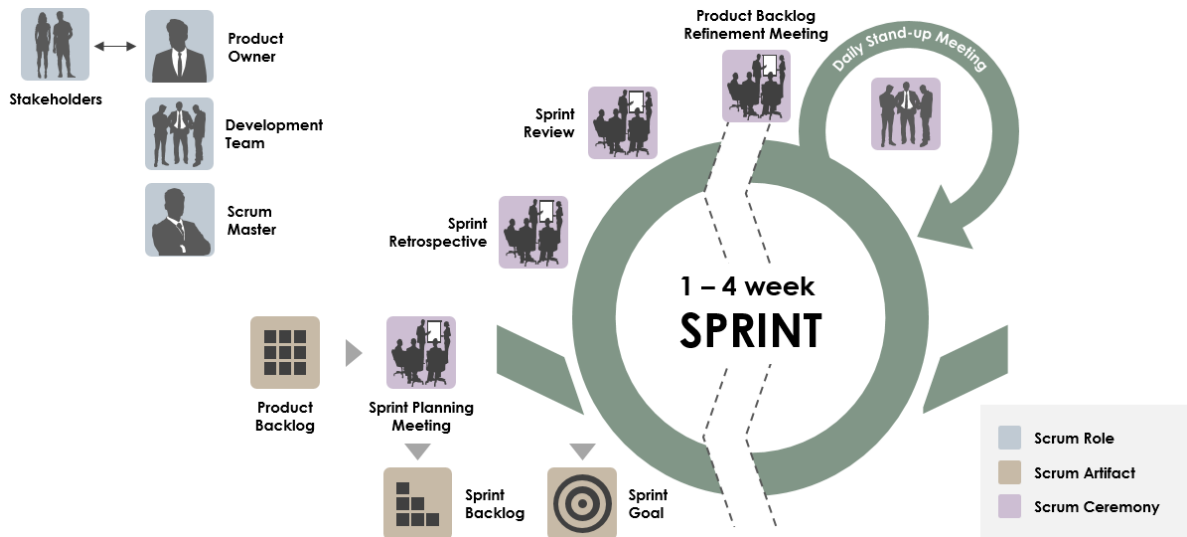 Stakeholders
Product
Owner
Development
Team
Scrum
Master
Product Backlog
Refinement Meeting
Daily Stand-up Meeting
Sprint
Review
Sprint
Retrospective
1 – 4 week
SPRINT
Product
Backlog
Sprint Planning
Meeting
Sprint
Backlog
Sprint
Goal
Scrum Role
Scrum Artifact
Scrum Ceremony